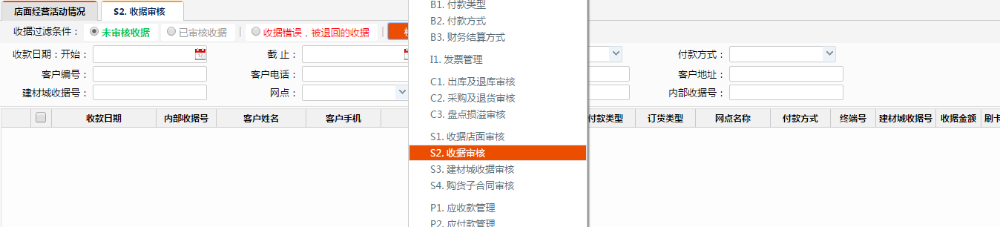 店面经营活动情况 S2. 收据审核
收据过滤条件： 未审核收据 已审核收据 | 收据错误，被退回的收据 |
收款日期：开始： 截 止： 付款方式：
客户编号： 客户电话： 客户地址：
建材城收据号： 网点： 内部收据号：
收款日期 内部收据号 客户姓名 客户手机 付款类型 订货类型 网点名称 付款方式 终端号 建材城收据号 收据金额 刷卡
B1. 付款类型
B2. 付款方式
B3. 财务结算方式
I1. 发票管理
C1. 出库及退库审核
C2. 采购及退货审核
C3. 盘点损溢审核
S1. 收据店面审核
S2. 收据审核
S3. 建材城收据审核
S4. 购货子合同审核
P1. 应收款管理
P2. 应付款管理